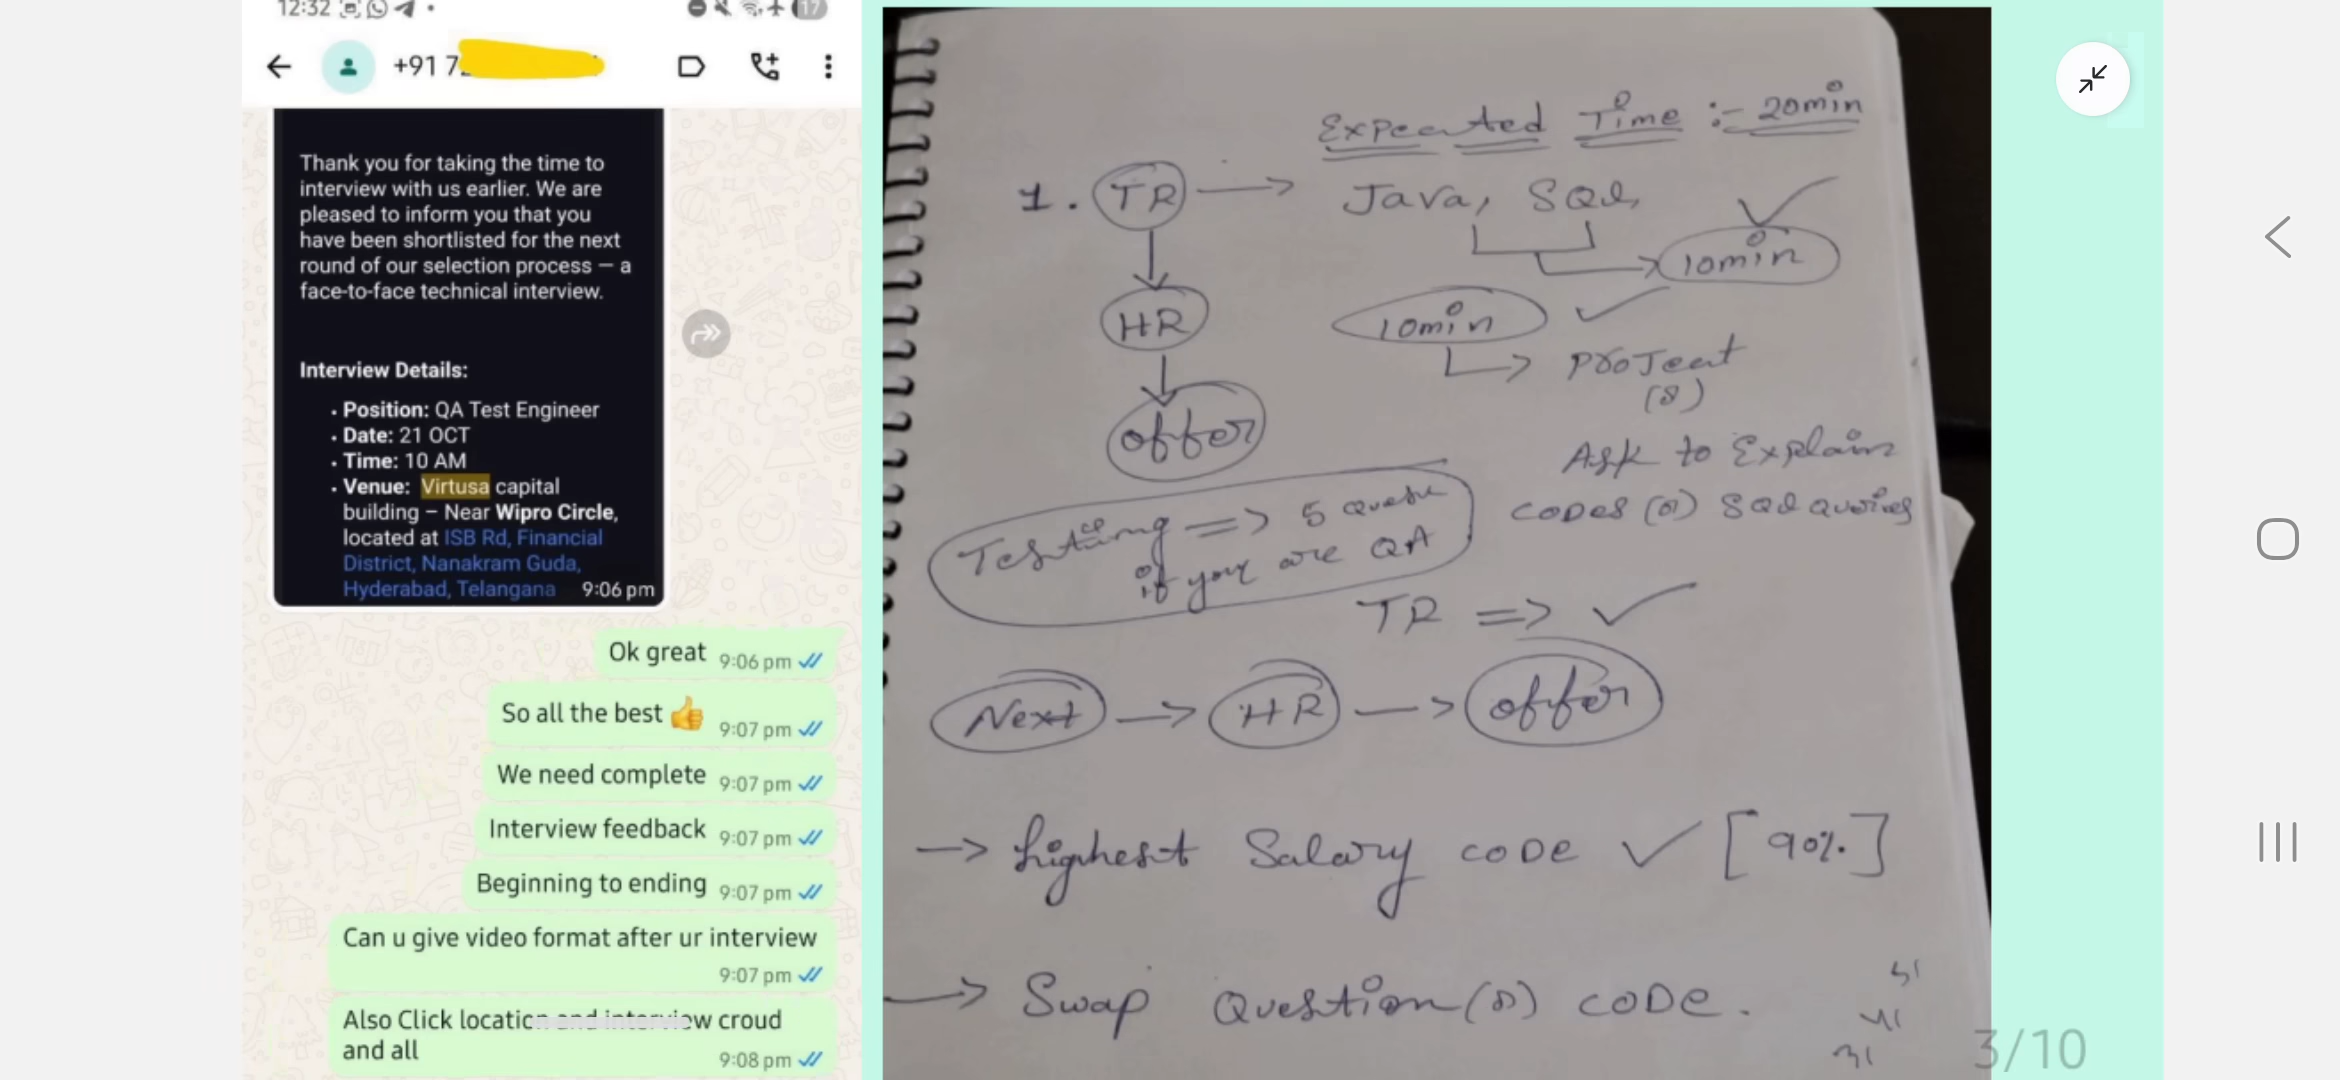 12:32
17
+91 7
Thank you for taking the time to
interview with us earlier. We are
pleased to inform you that you
have been shortlisted for the next
round of our selection process – a
face-to-face technical interview.
Interview Details:
• Position: QA Test Engineer
• Date: 21 OCT
• Time: 10 AM
• Venue: Virtusa capital
building – Near Wipro Circle,
located at ISB Rd, Financial
District, Nanakram Guda,
Hyderabad, Telangana 9:06 pm
Ok great 9:06 pm
So all the best 👍 9:07 pm
We need complete 9:07 pm
Interview feedback 9:07 pm
Beginning to ending 9:07 pm
Can u give video format after ur interview
9:07 pm
Also Click location and interview croud
and all 9:08 pm
Expected Time :- 20min
1. TR → Java, SQL,
10min
HR
10min
→ Project
(s)
offer
Ask to Explain
Testing => 5 Quest
codes (or) SQL queries
if you are QA
TR => ✓
Next → HR → offer
→ highest Salary code ✓ [90%]
→ Swap Question(s) code.
3/10